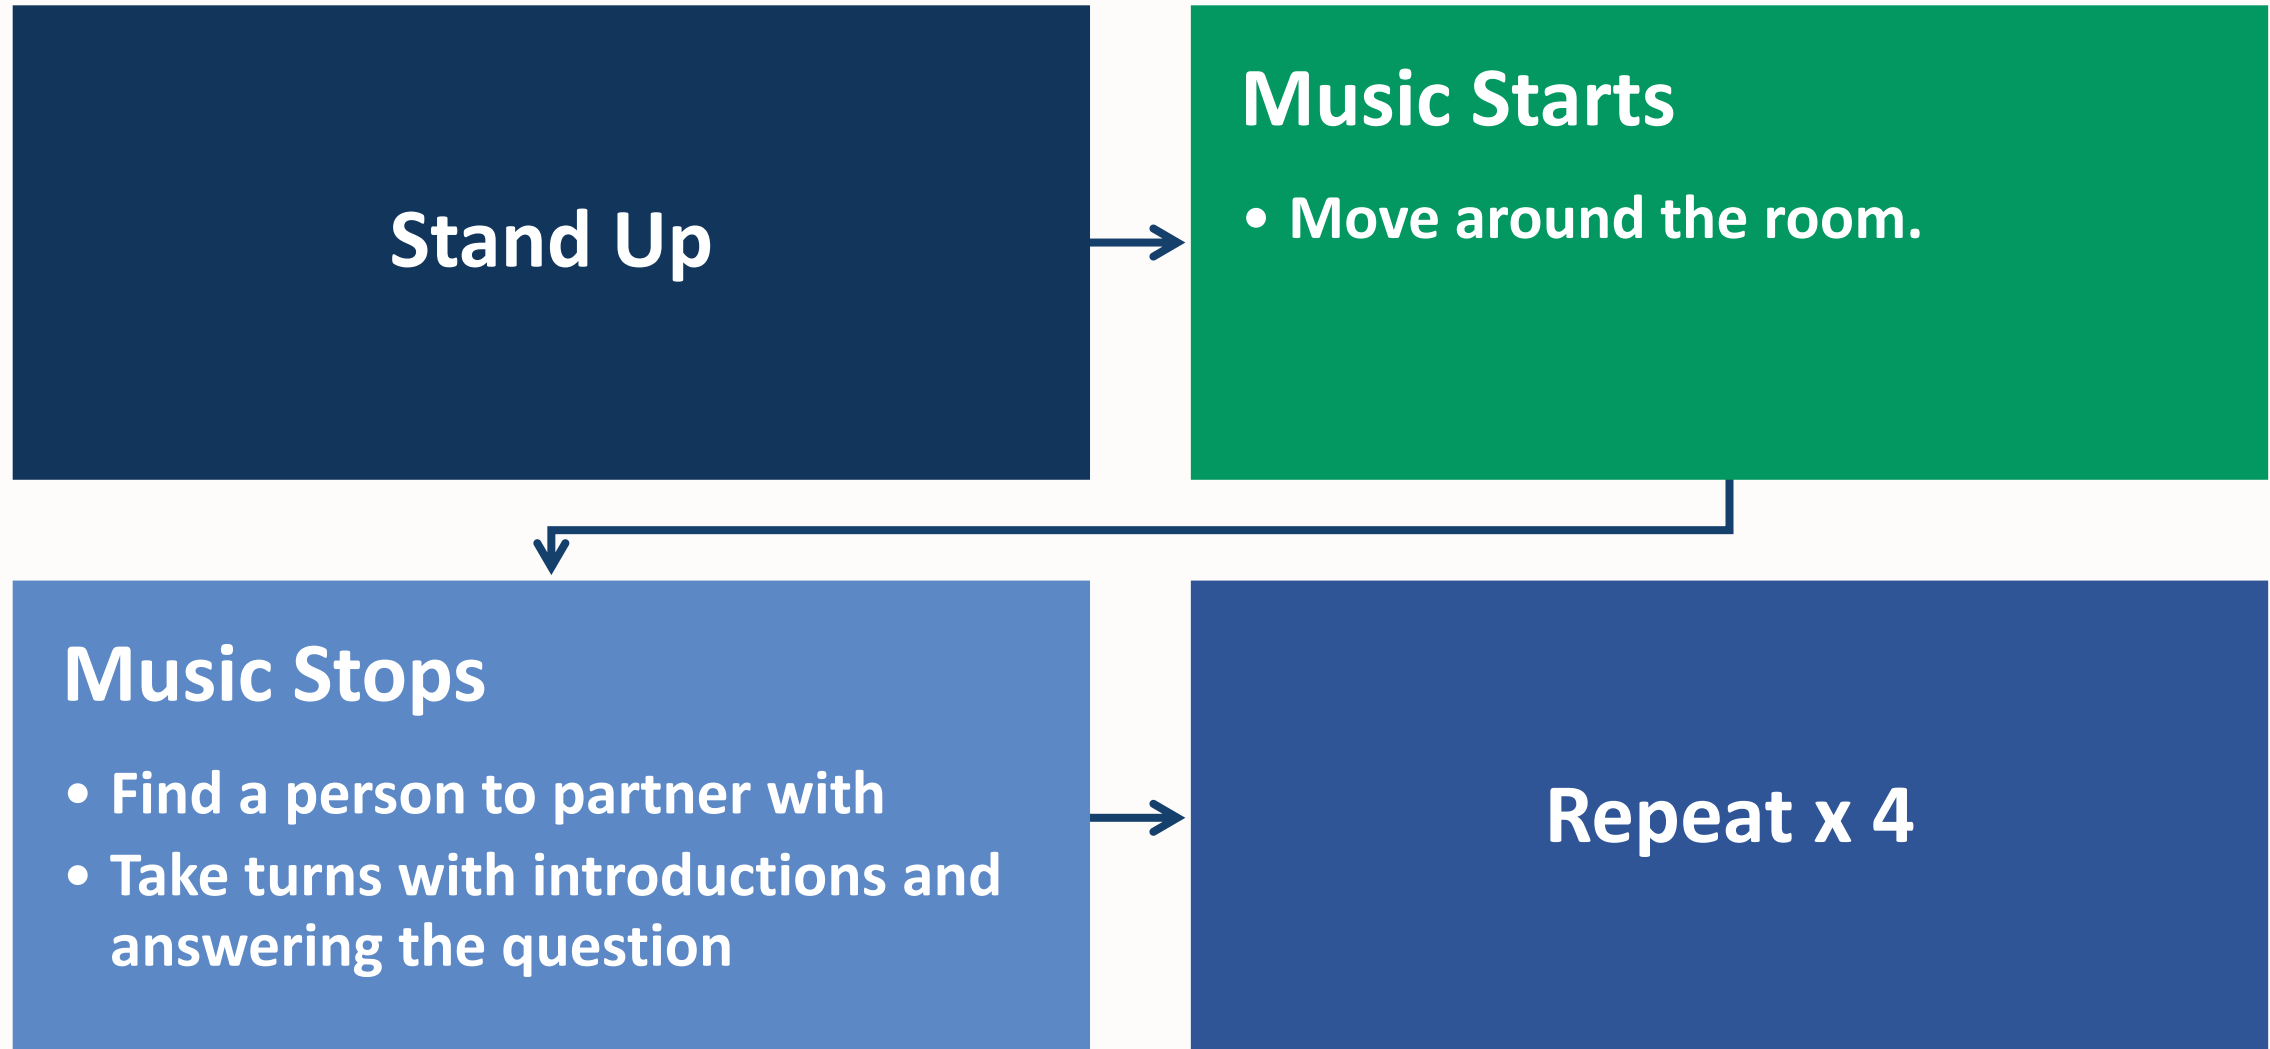 Stand Up
Music Starts
• Move around the room.
Music Stops
• Find a person to partner with
• Take turns with introductions and
answering the question
Repeat x 4